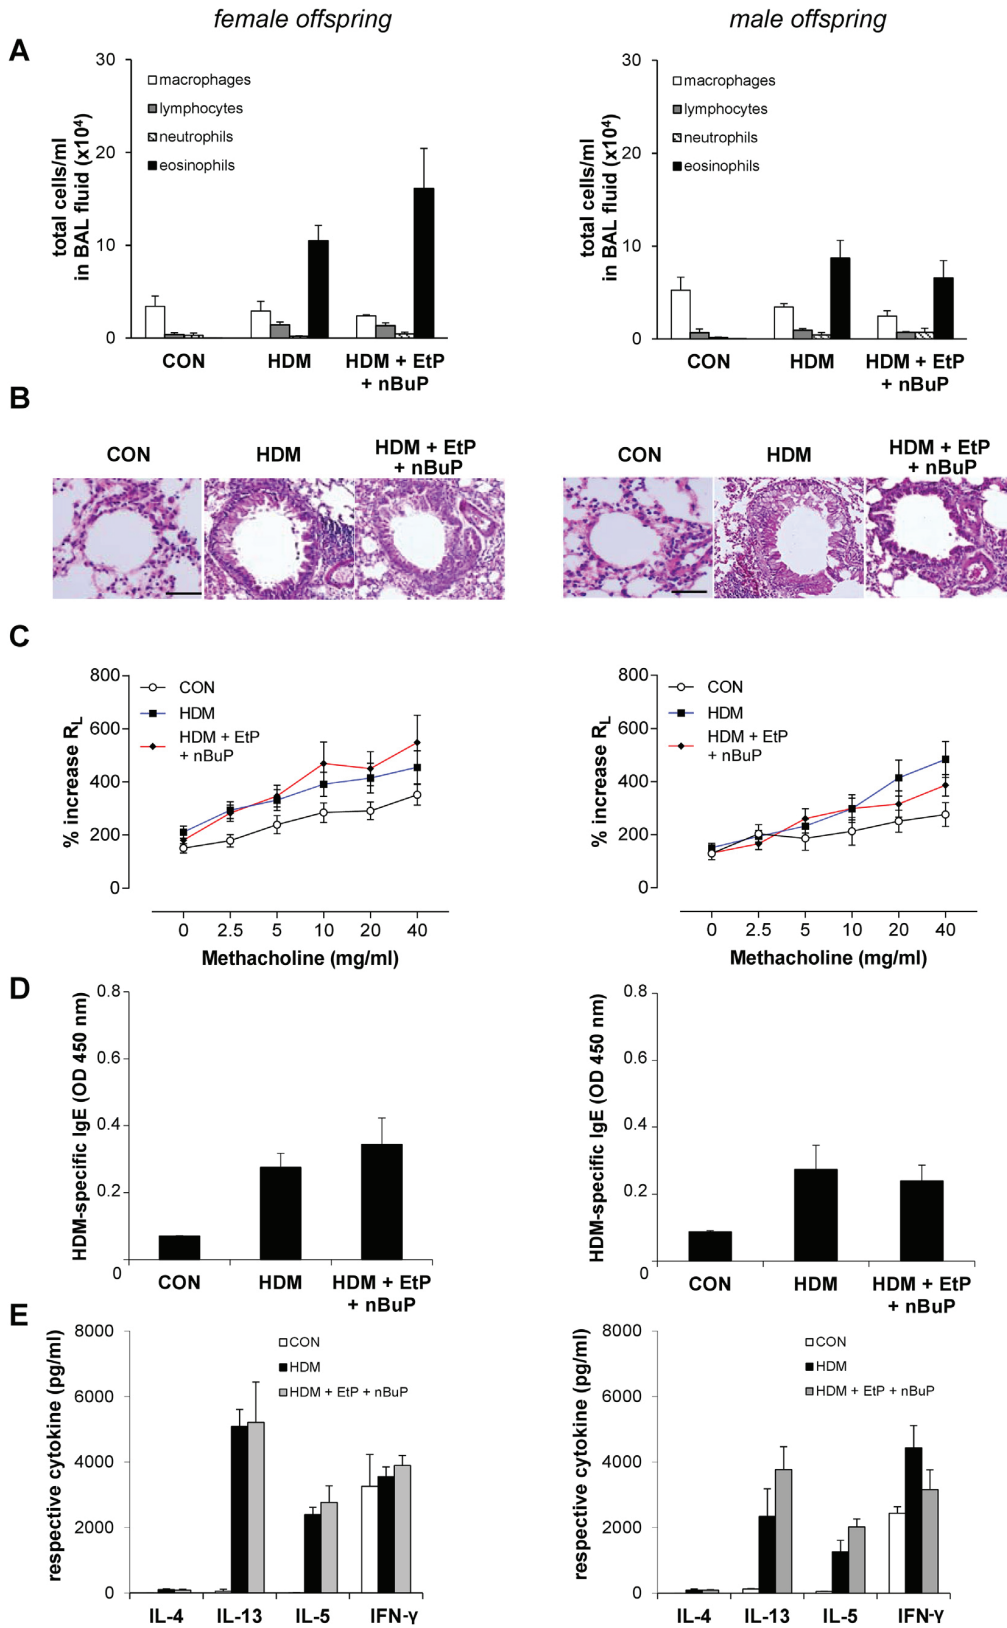 female offspring
male offspring
A
total cells/ml
in BAL fluid (x10⁴)
30
20
10
0
macrophages
lymphocytes
neutrophils
eosinophils
CON
HDM
HDM + EtP
+ nBuP
total cells/ml
in BAL fluid (x10⁴)
30
20
10
0
macrophages
lymphocytes
neutrophils
eosinophils
CON
HDM
HDM + EtP
+ nBuP
B
CON
HDM
HDM + EtP
+ nBuP
CON
HDM
HDM + EtP
+ nBuP
C
% increase R_L
800
600
400
200
0
CON
HDM
HDM + EtP
+ nBuP
0 2.5 5 10 20 40
Methacholine (mg/ml)
% increase R_L
800
600
400
200
0
CON
HDM
HDM + EtP
+ nBuP
0 2.5 5 10 20 40
Methacholine (mg/ml)
D
HDM-specific IgE (OD 450 nm)
0.8
0.6
0.4
0.2
0
CON
HDM
HDM + EtP
+ nBuP
HDM-specific IgE (OD 450 nm)
0.8
0.6
0.4
0.2
0
CON
HDM
HDM + EtP
+ nBuP
E
respective cytokine (pg/ml)
8000
6000
4000
2000
0
CON
HDM
HDM + EtP + nBuP
IL-4 IL-13 IL-5 IFN-γ
respective cytokine (pg/ml)
8000
6000
4000
2000
0
CON
HDM
HDM + EtP + nBuP
IL-4 IL-13 IL-5 IFN-γ